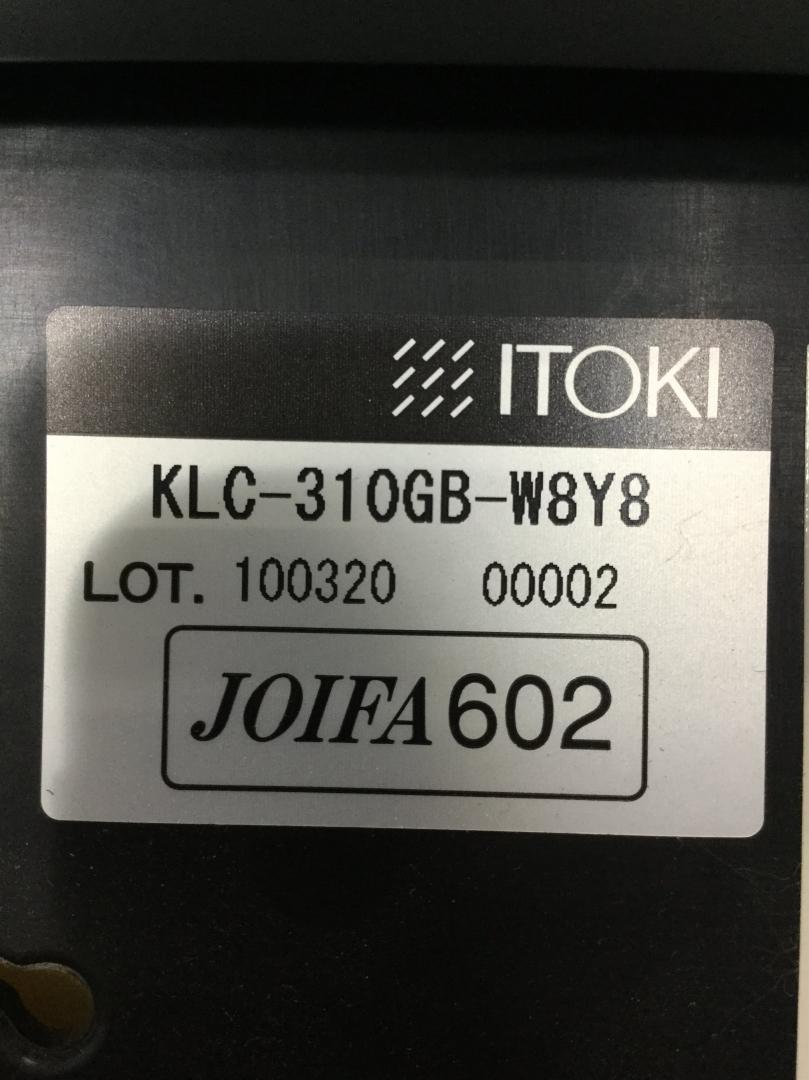 ITOKI
KLC-310GB-W8Y8
LOT. 100320 00002
JOIFA 602